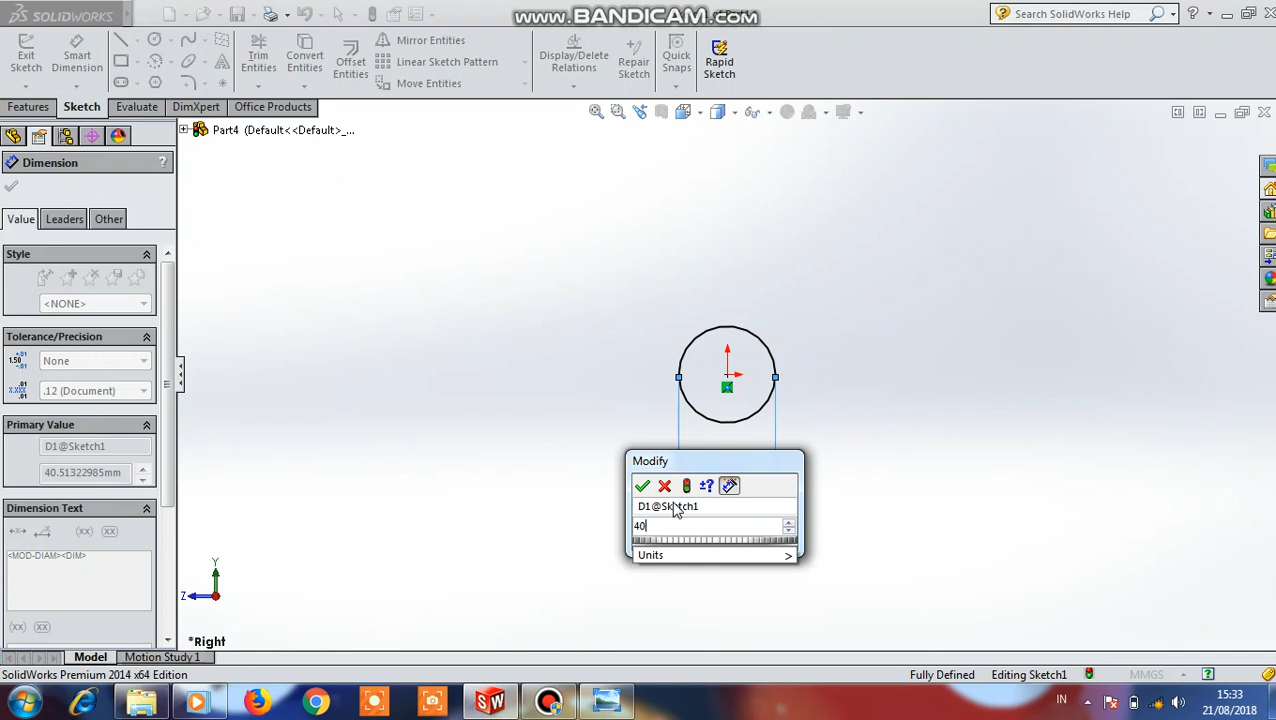 SOLIDWORKS
www.BANDICAM.com
Search SolidWorks Help
Exit Sketch
Smart Dimension
Trim Entities
Convert Entities
Offset Entities
Mirror Entities
Linear Sketch Pattern
Move Entities
Display/Delete Relations
Repair Sketch
Quick Snaps
Rapid Sketch
Features
Sketch
Evaluate
DimXpert
Office Products
Part4 (Default<<Default>_...
Dimension
?
Value
Leaders
Other
Style
<NONE>
Tolerance/Precision
None
.12 (Document)
Primary Value
D1@Sketch1
40.51322985mm
Dimension Text
(xx) (xx)
<MOD-DIAM><DIM>
(xx) (xx)
Modify
±?
D1@Sketch1
40
Units >
Y
Z
*Right
Model
Motion Study 1
SolidWorks Premium 2014 x64 Edition
Fully Defined
Editing Sketch1
MMGS
?
IN
15:33
21/08/2018